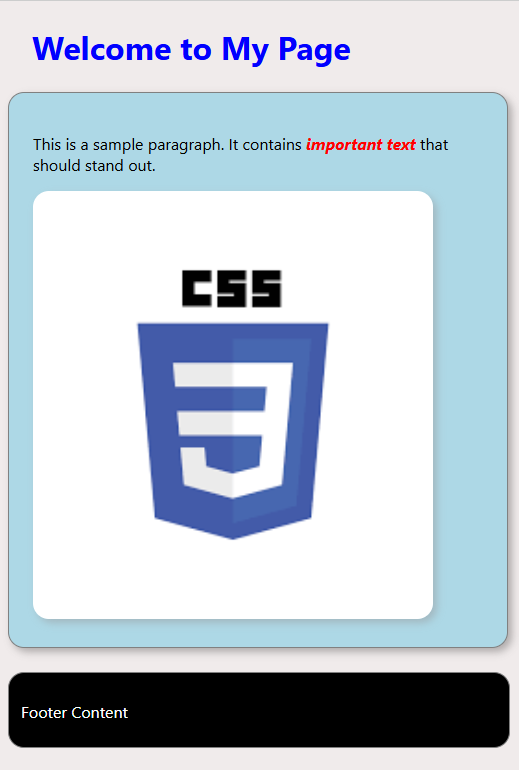 Welcome to My Page
This is a sample paragraph. It contains important text that
should stand out.
CSS
3
Footer Content